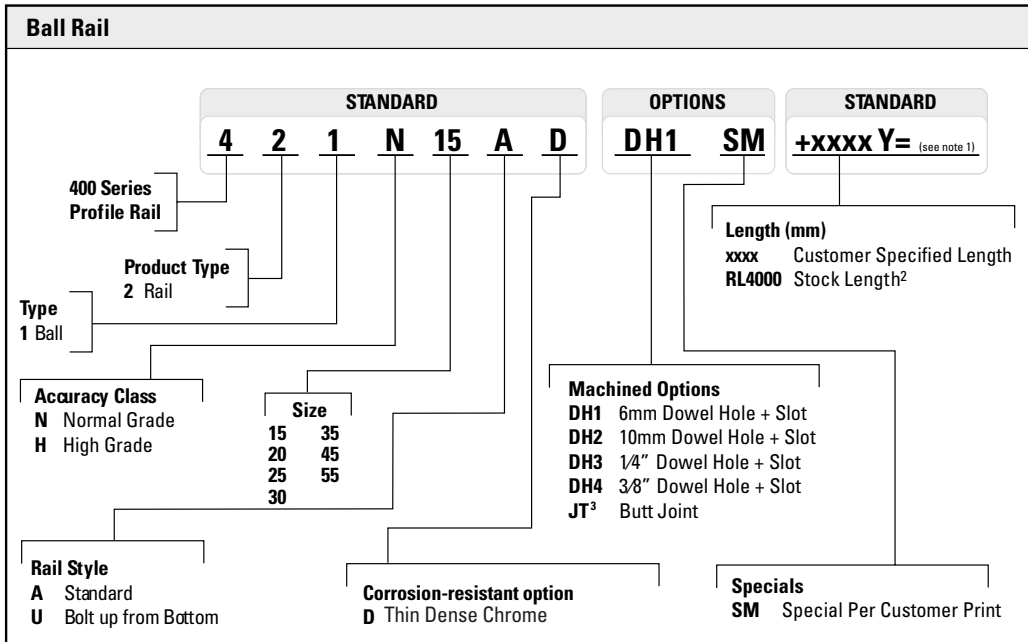 Ball Rail
STANDARD
OPTIONS
STANDARD
4 2 1 N 15 A D
DH1 SM
+xxxx Y= (see note 1)
400 Series
Profile Rail
Product Type
2 Rail
Type
1 Ball
Accuracy Class
N Normal Grade
H High Grade
Size
15 35
20 45
25 55
30
Rail Style
A Standard
U Bolt up from Bottom
Corrosion-resistant option
D Thin Dense Chrome
Machined Options
DH1 6mm Dowel Hole + Slot
DH2 10mm Dowel Hole + Slot
DH3 1/4” Dowel Hole + Slot
DH4 3/8” Dowel Hole + Slot
JT³ Butt Joint
Length (mm)
xxxx Customer Specified Length
RL4000 Stock Length²
Specials
SM Special Per Customer Print